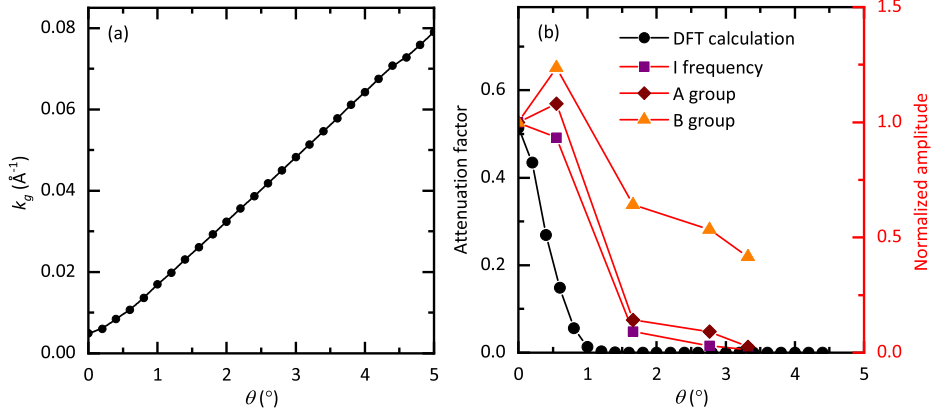 (a)
0.08
0.06
0.04
0.02
0.00
k_g (Å⁻¹)
0 1 2 3 4 5
θ (°)
(b)
DFT calculation
I frequency
A group
B group
0.6
0.4
0.2
0.0
Attenuation factor
1.5
1.0
0.5
0.0
Normalized amplitude
0 1 2 3 4 5
θ (°)